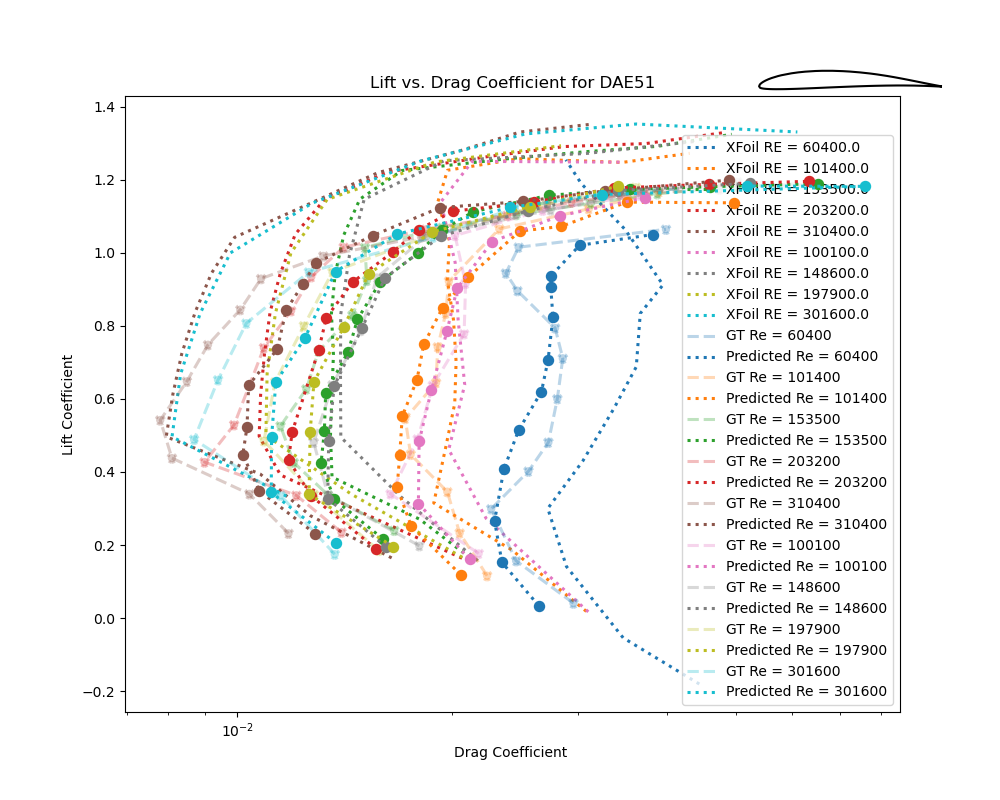 Lift vs. Drag Coefficient for DAE51
1.4
1.2
1.0
0.8
0.6
0.4
0.2
0.0
−0.2
Lift Coefficient
10⁻²
Drag Coefficient
XFoil RE = 60400.0
XFoil RE = 101400.0
XFoil RE = 153500.0
XFoil RE = 203200.0
XFoil RE = 310400.0
XFoil RE = 100100.0
XFoil RE = 148600.0
XFoil RE = 197900.0
XFoil RE = 301600.0
GT Re = 60400
Predicted Re = 60400
GT Re = 101400
Predicted Re = 101400
GT Re = 153500
Predicted Re = 153500
GT Re = 203200
Predicted Re = 203200
GT Re = 310400
Predicted Re = 310400
GT Re = 100100
Predicted Re = 100100
GT Re = 148600
Predicted Re = 148600
GT Re = 197900
Predicted Re = 197900
GT Re = 301600
Predicted Re = 301600